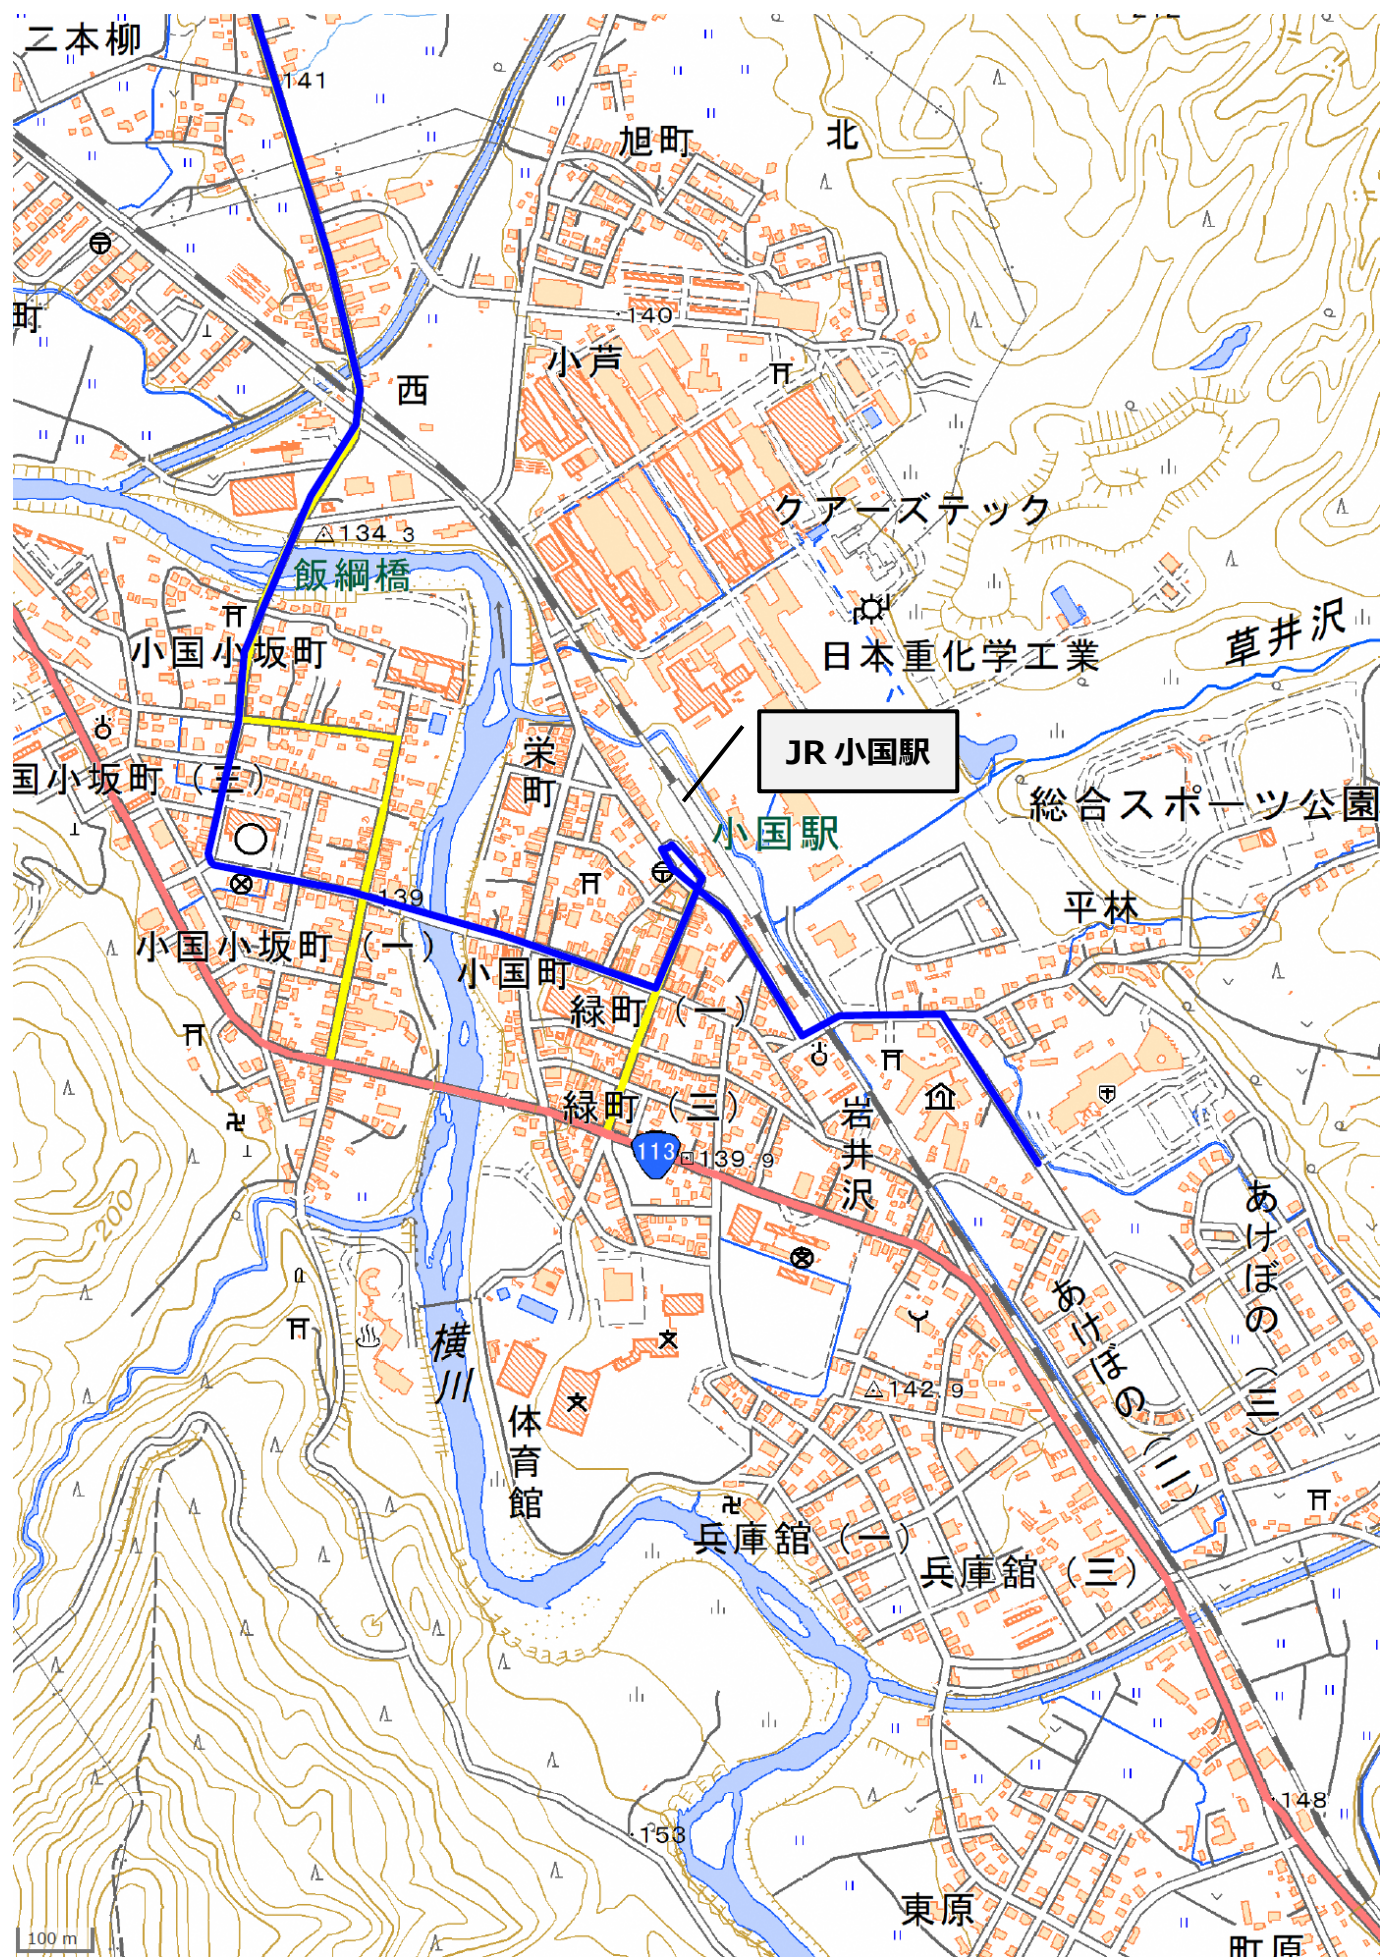 二本柳
141
旭町
北
町
140
小芦
西
クアーズテック
134.3
飯綱橋
草井沢
小国小坂町
日本重化学工業
JR 小国駅
栄町
国小坂町(三)
総合スポーツ公園
小国駅
139
平林
小国小坂町(一)
小国町
緑町(一)
緑町(三)
岩井沢
113
139.9
200
あけぼの(三)
あけぼの(二)
横川
142.9
体育館
兵庫舘(一)
兵庫舘(三)
148
153
東原
100 m
町原